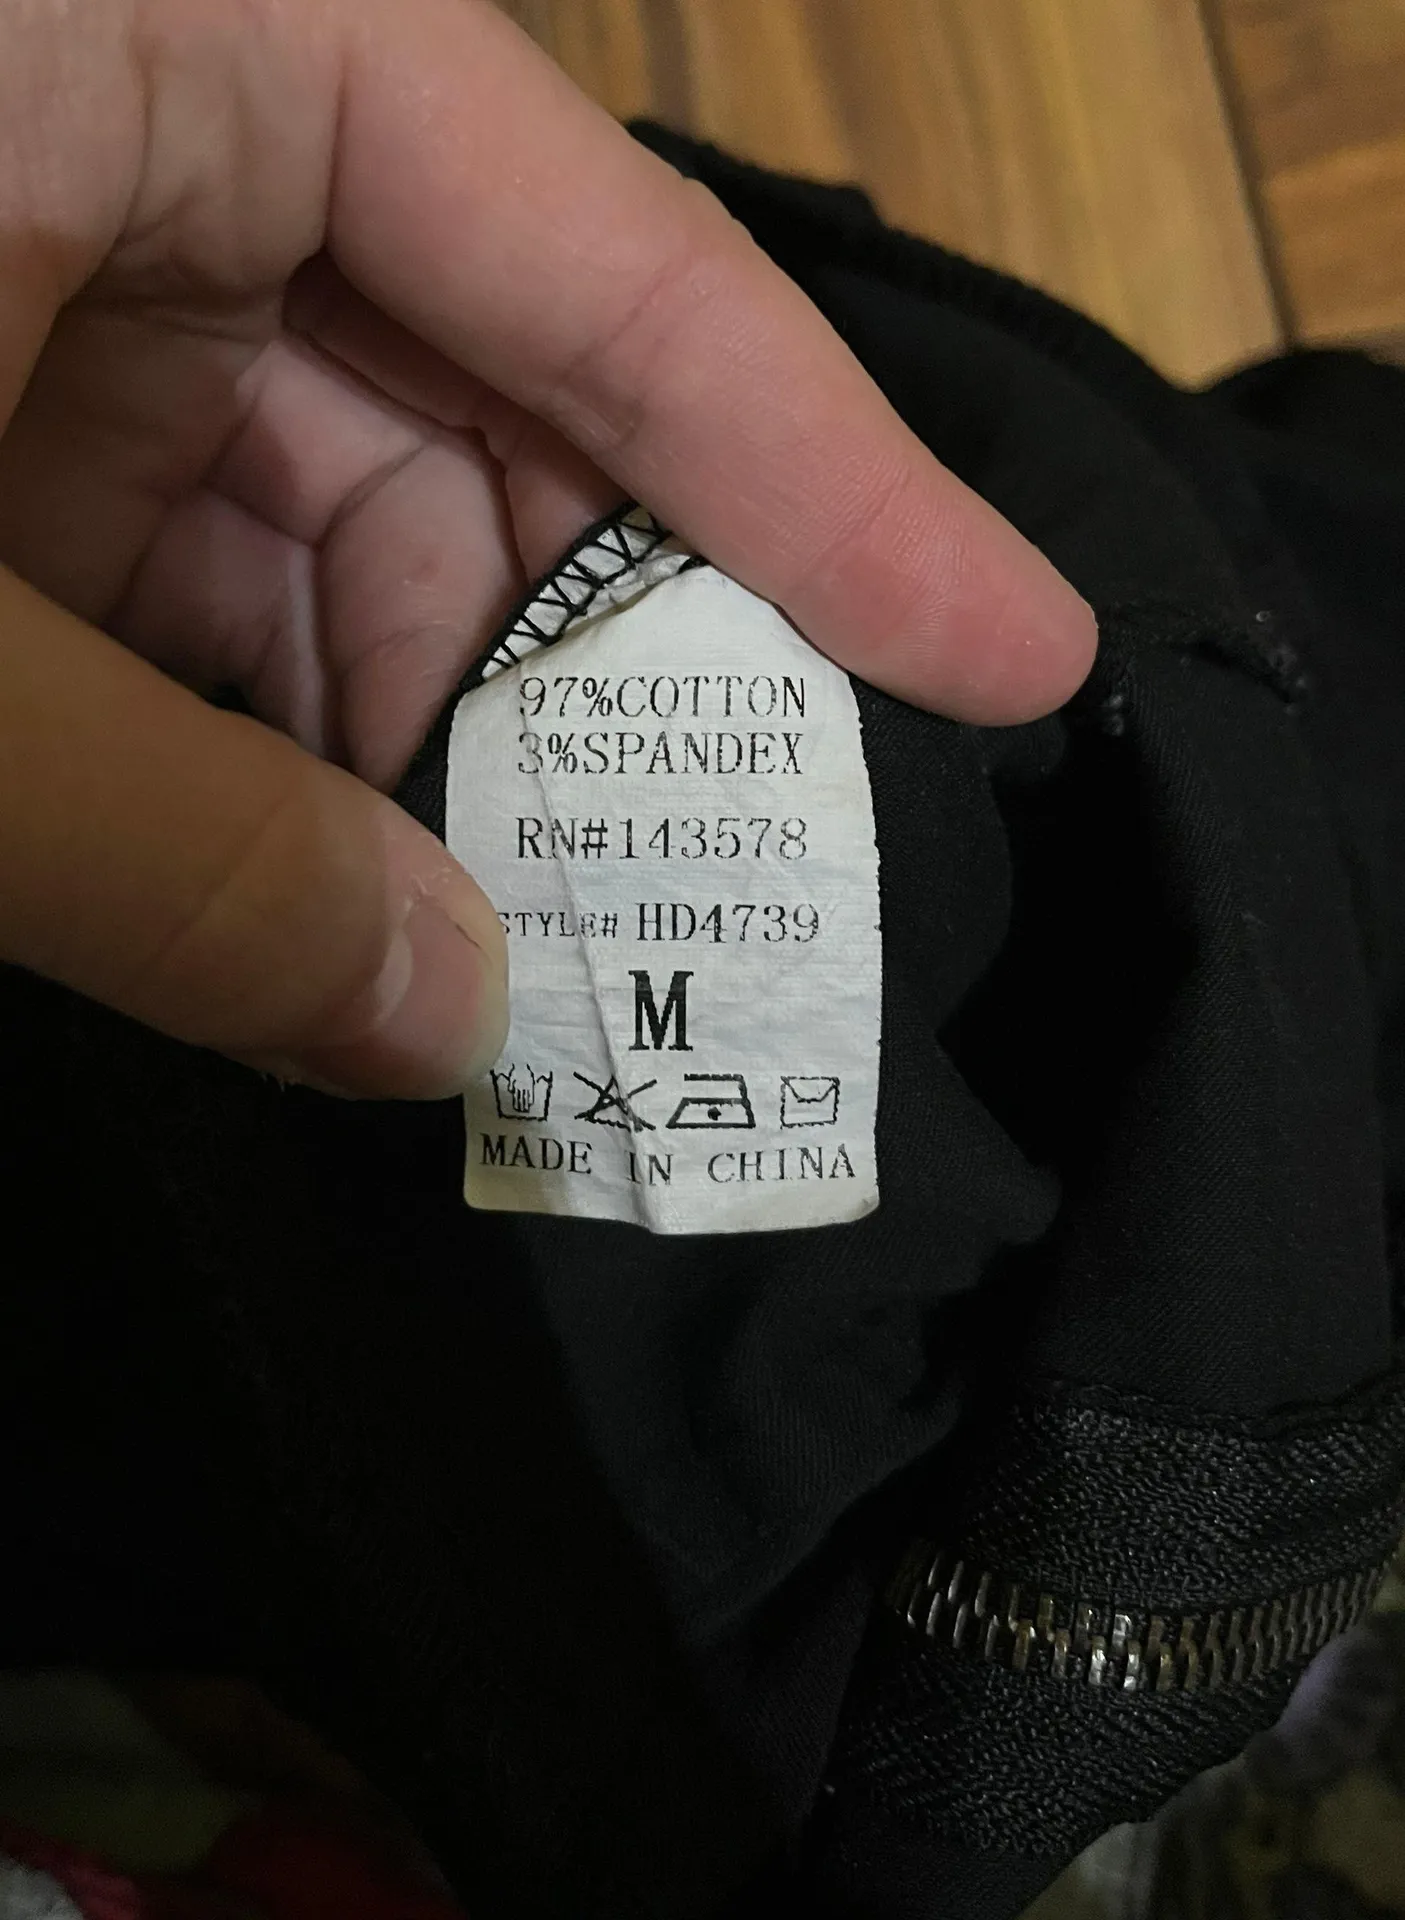 97%COTTON
3%SPANDEX
RN#143578
STYLE# HD4739
M
MADE IN CHINA